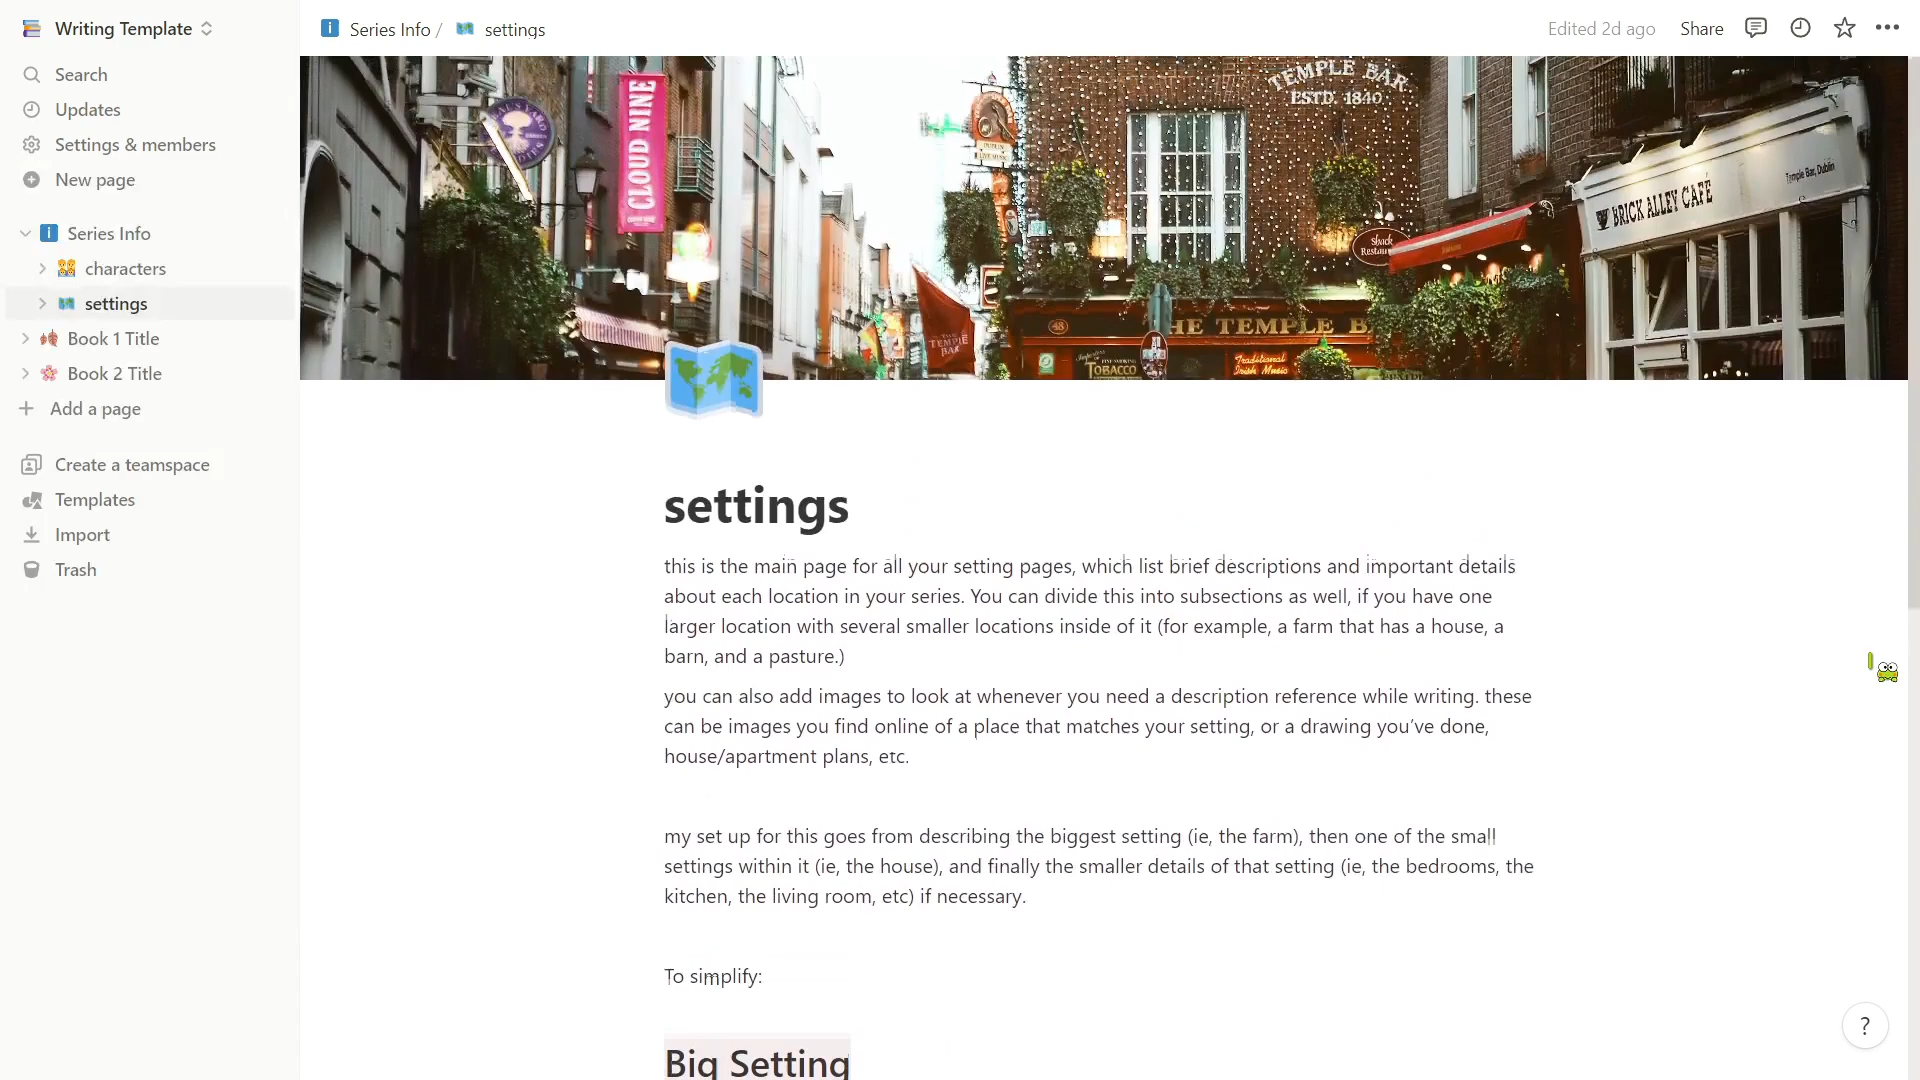 Writing Template
Search
Updates
Settings & members
New page
Series Info
characters
settings
Book 1 Title
Book 2 Title
Add a page
Create a teamspace
Templates
Import
Trash
Series Info / settings
Edited 2d ago
Share
CLOUD NINE
TEMPLE BAR
ESTD. 1840
BRICK ALLEY CAFÉ
Temple Bar, Dublin
48
THE TEMPLE B
TEMPLE
BAR
TOBACCO
Traditional
Irish Music
settings
this is the main page for all your setting pages, which list brief descriptions and important details
about each location in your series. You can divide this into subsections as well, if you have one
larger location with several smaller locations inside of it (for example, a farm that has a house, a
barn, and a pasture.)
you can also add images to look at whenever you need a description reference while writing. these
can be images you find online of a place that matches your setting, or a drawing you've done,
house/apartment plans, etc.
my set up for this goes from describing the biggest setting (ie, the farm), then one of the small
settings within it (ie, the house), and finally the smaller details of that setting (ie, the bedrooms, the
kitchen, the living room, etc) if necessary.
To simplify:
Big Setting
?